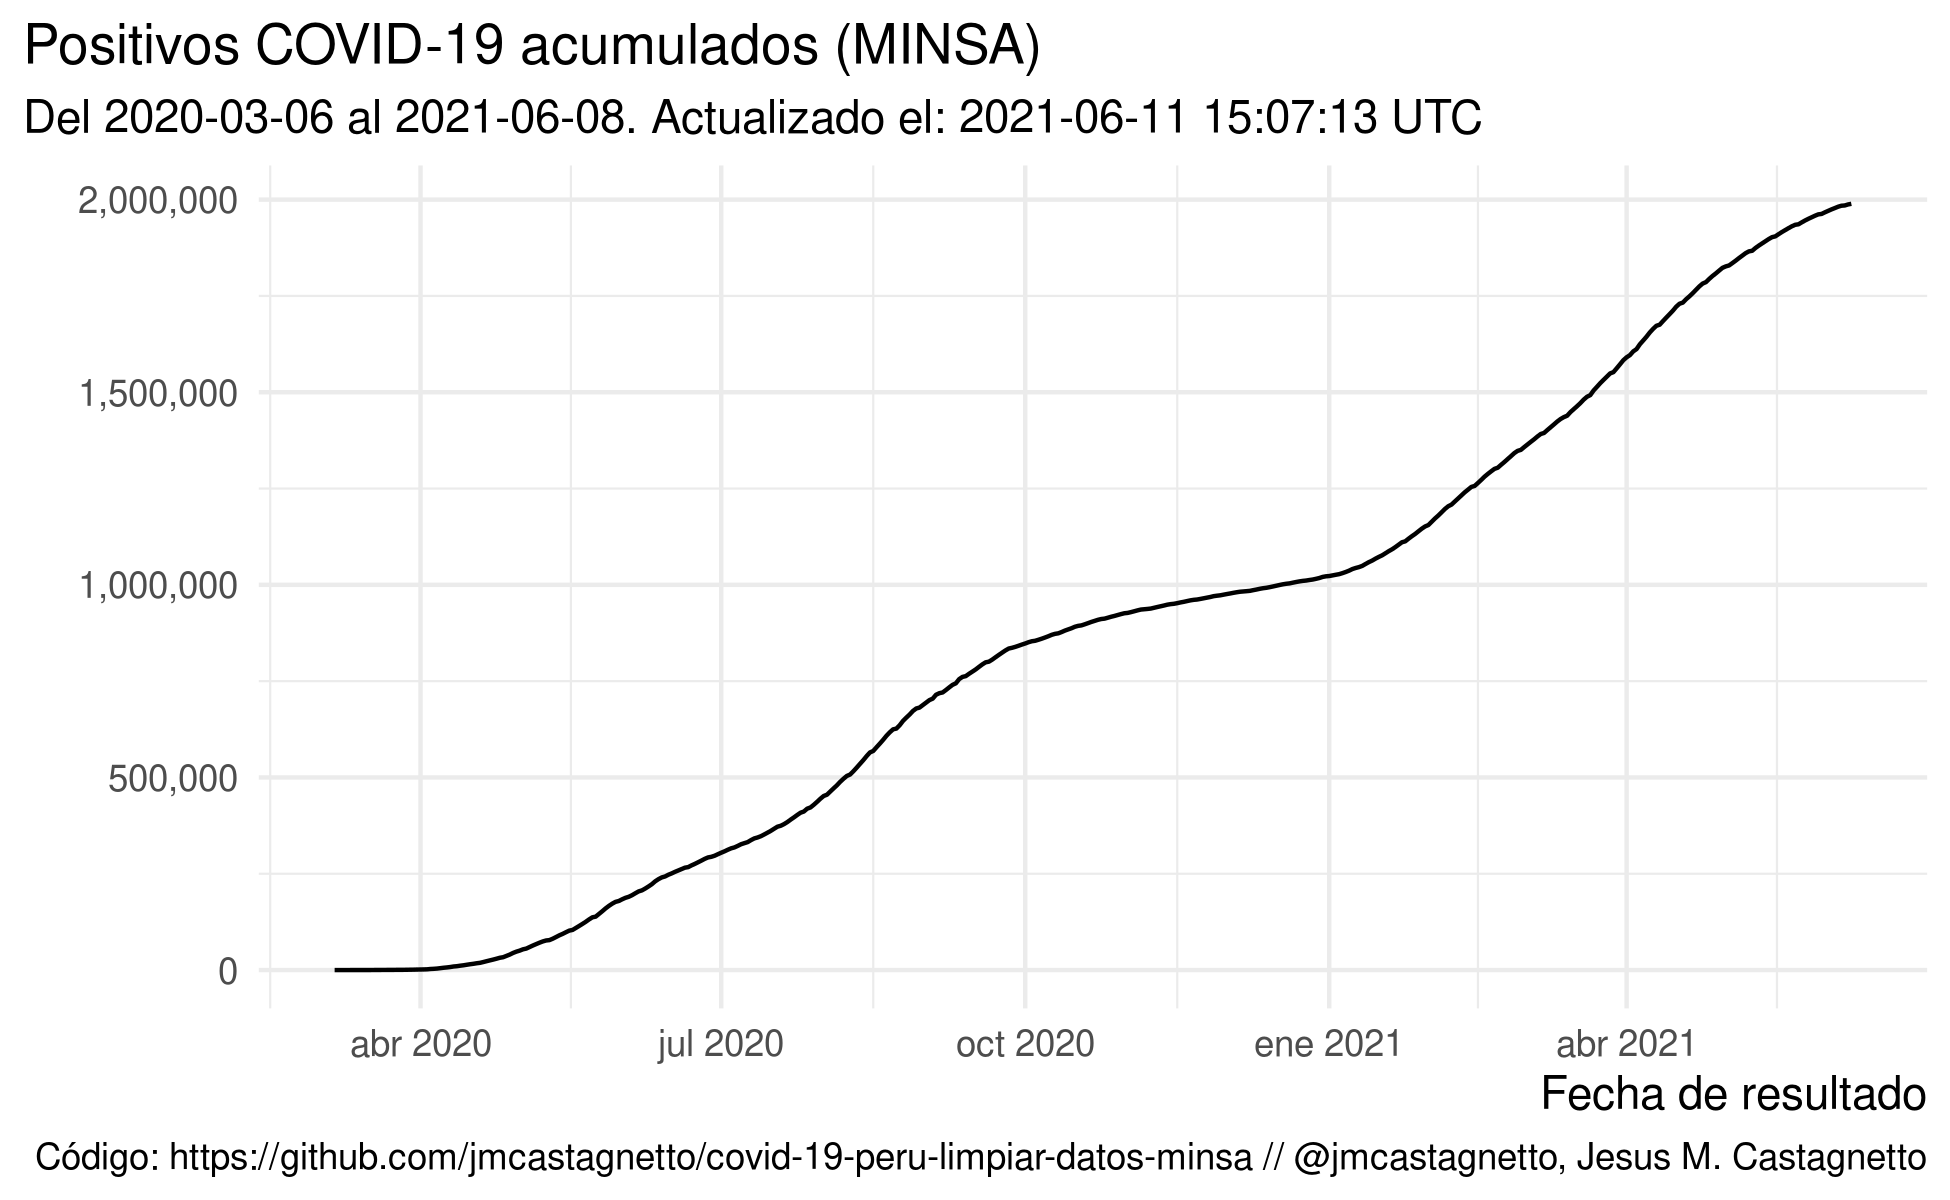 Positivos COVID-19 acumulados (MINSA)
Del 2020-03-06 al 2021-06-08. Actualizado el: 2021-06-11 15:07:13 UTC
2,000,000
1,500,000
1,000,000
500,000
0
abr 2020 jul 2020 oct 2020 ene 2021 abr 2021
Fecha de resultado
Código: https://github.com/jmcastagnetto/covid-19-peru-limpiar-datos-minsa // @jmcastagnetto, Jesus M. Castagnetto